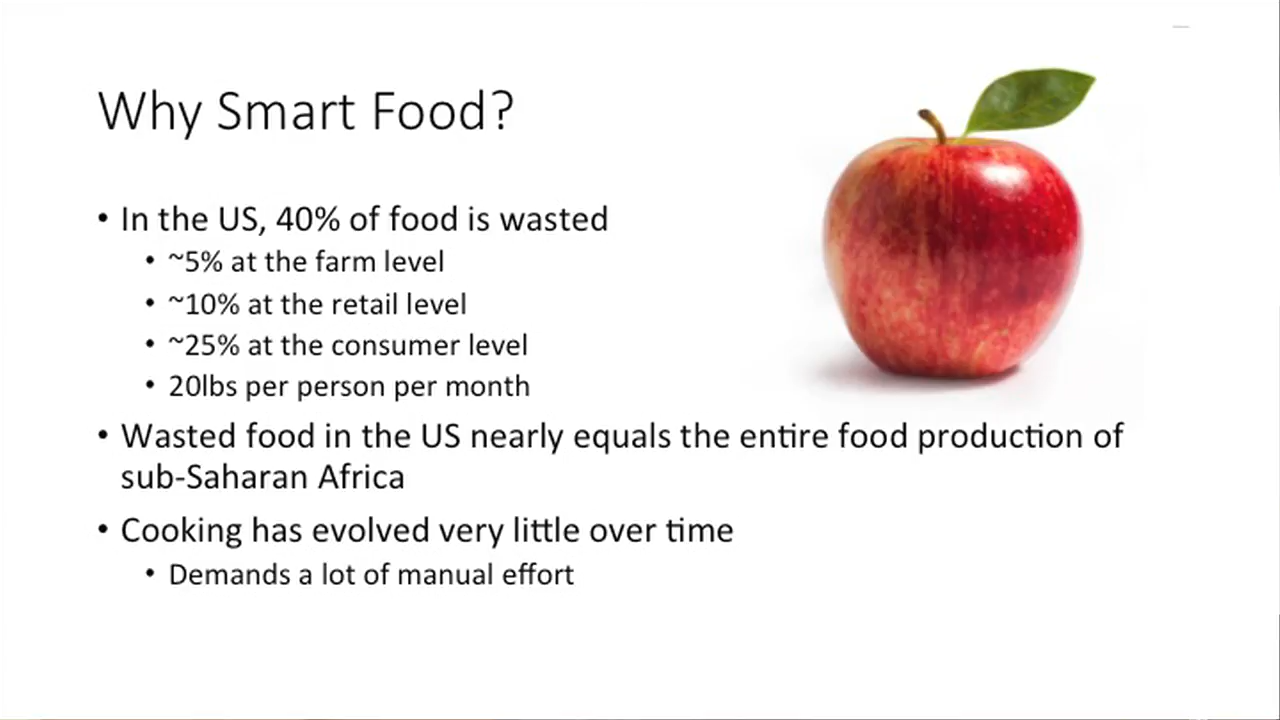 Why Smart Food?
• In the US, 40% of food is wasted
• ~5% at the farm level
• ~10% at the retail level
• ~25% at the consumer level
• 20lbs per person per month
• Wasted food in the US nearly equals the entire food production of
sub-Saharan Africa
• Cooking has evolved very little over time
• Demands a lot of manual effort